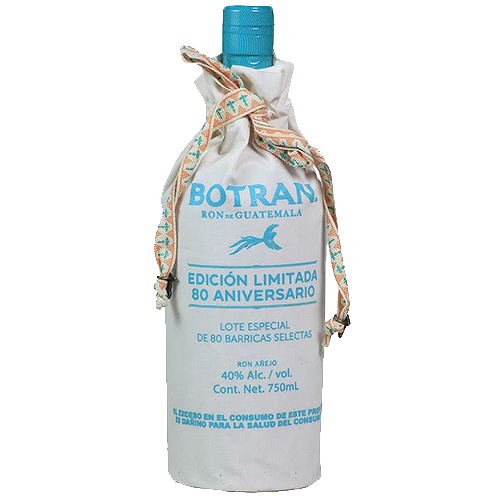 BOTRAN
RON DE GUATEMALA
EDICIÓN LIMITADA
80 ANIVERSARIO
LOTE ESPECIAL
DE 80 BARRICAS SELECTAS
RON AÑEJO
40% Alc. / vol.
Cont. Net. 750mL
EL EXCESO EN EL CONSUMO DE ESTE
ES DAÑINO PARA LA SALUD DEL